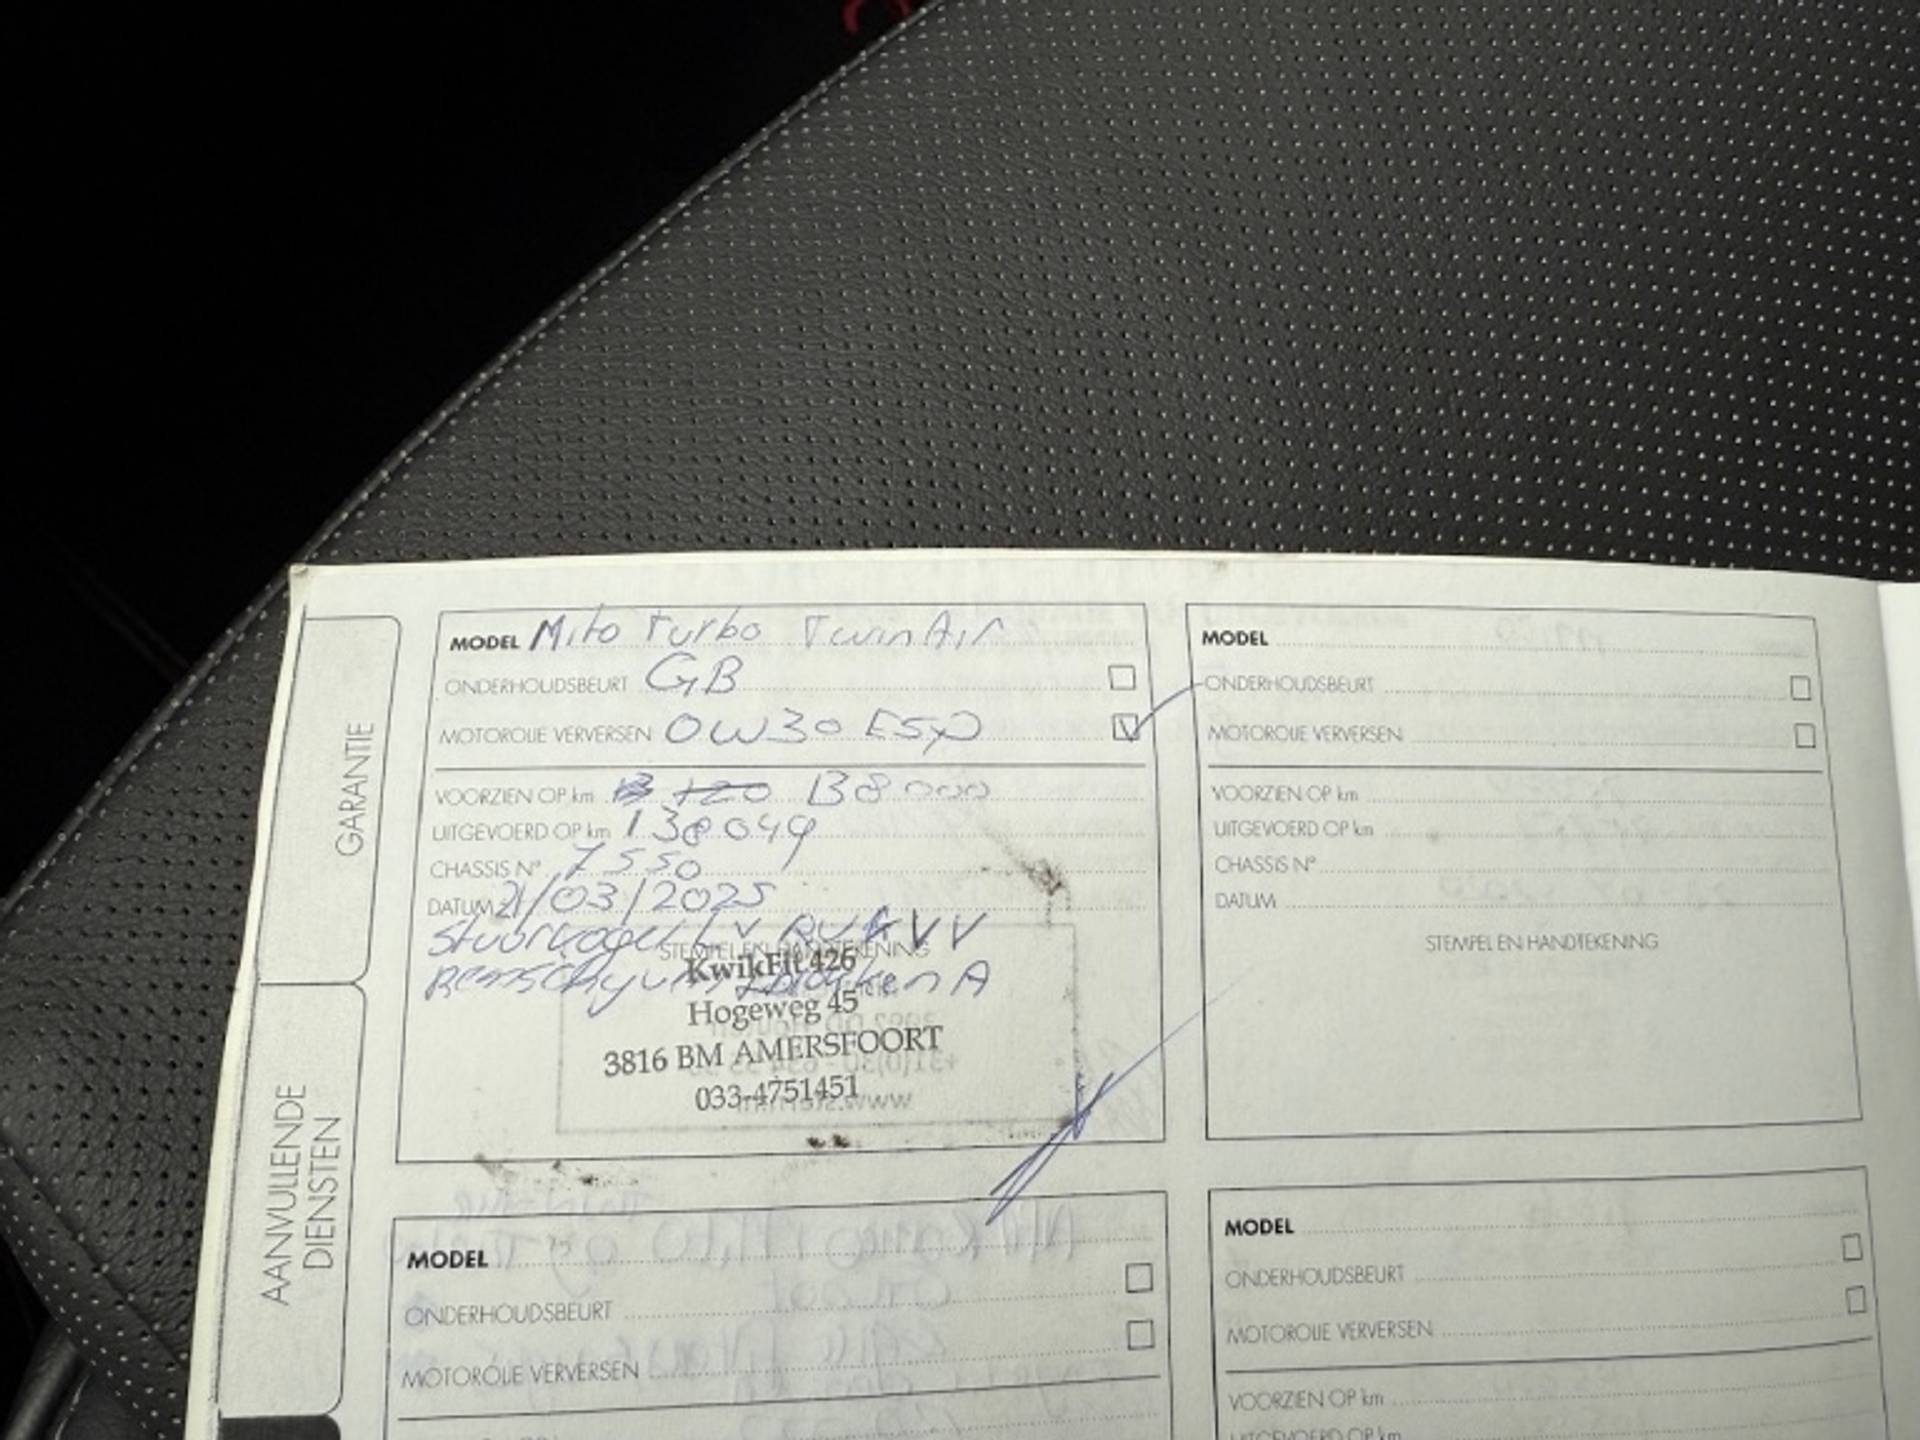 GARANTIE
AANVULLENDE
DIENSTEN
MODEL Mito Turbo TwinAir
ONDERHOUDSBEURT GB
MOTOROLIE VERVERSEN 0W30 ESP
VOORZIEN OP km 138000
UITGEVOERD OP km 138049
CHASSIS N° 7550
DATUM 21/03/2025
STEMPEL EN HANDTEKENING
KwikFit 426
Hogeweg 45
3816 BM AMERSFOORT
033-4751451
MODEL
ONDERHOUDSBEURT
MOTOROLIE VERVERSEN
VOORZIEN OP km
UITGEVOERD OP km
CHASSIS N°
DATUM
STEMPEL EN HANDTEKENING
MODEL
ONDERHOUDSBEURT
MOTOROLIE VERVERSEN
MODEL
ONDERHOUDSBEURT
MOTOROLIE VERVERSEN
VOORZIEN OP km
UITGEVOERD OP km